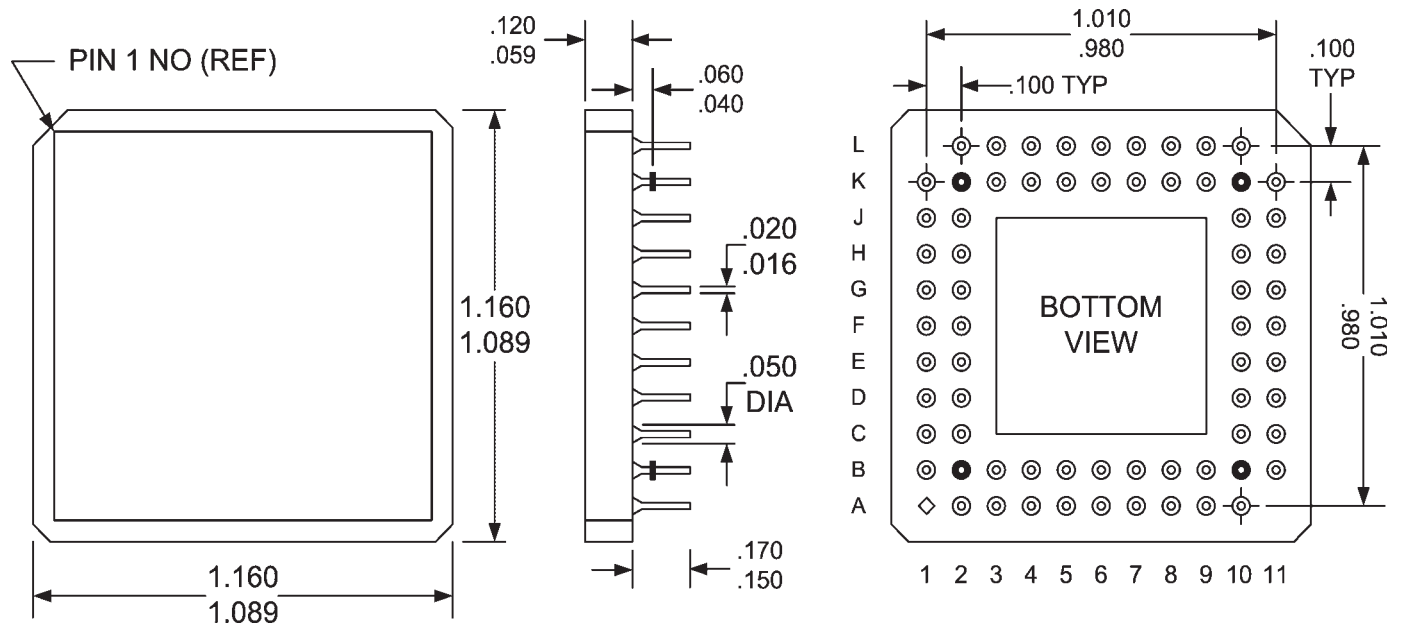 PIN 1 NO (REF)
1.160
1.089
1.160
1.089
.120
.059
.060
.040
.020
.016
.050
DIA
.170
.150
1.010
.980
.100 TYP
.100
TYP
L
K
J
H
G
F
E
D
C
B
A
BOTTOM
VIEW
1.010
.980
1 2 3 4 5 6 7 8 9 10 11